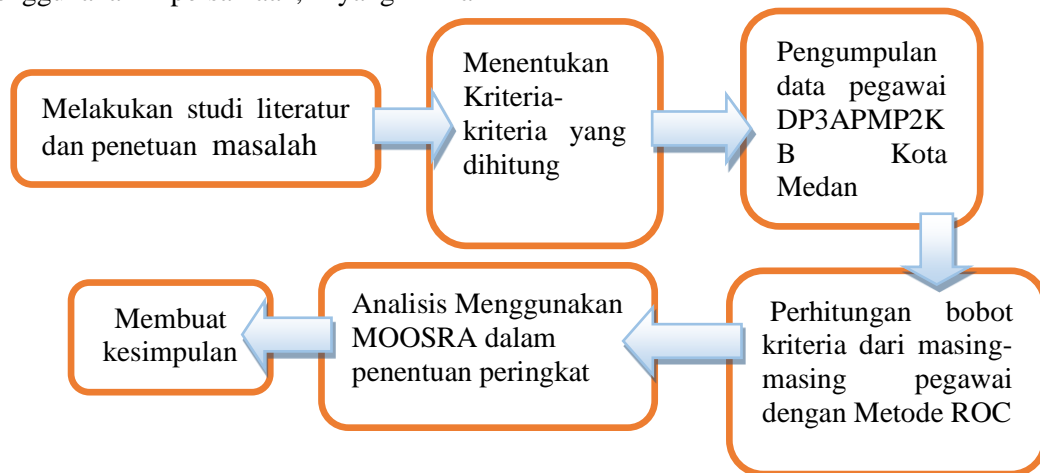 Melakukan studi literatur
dan penetuan masalah
Menentukan
Kriteria-
kriteria yang
dihitung
Pengumpulan
data pegawai
DP3APMP2K
B Kota
Medan
Perhitungan bobot
kriteria dari masing-
masing pegawai
dengan Metode ROC
Analisis Menggunakan
MOOSRA dalam
penentuan peringkat
Membuat
kesimpulan